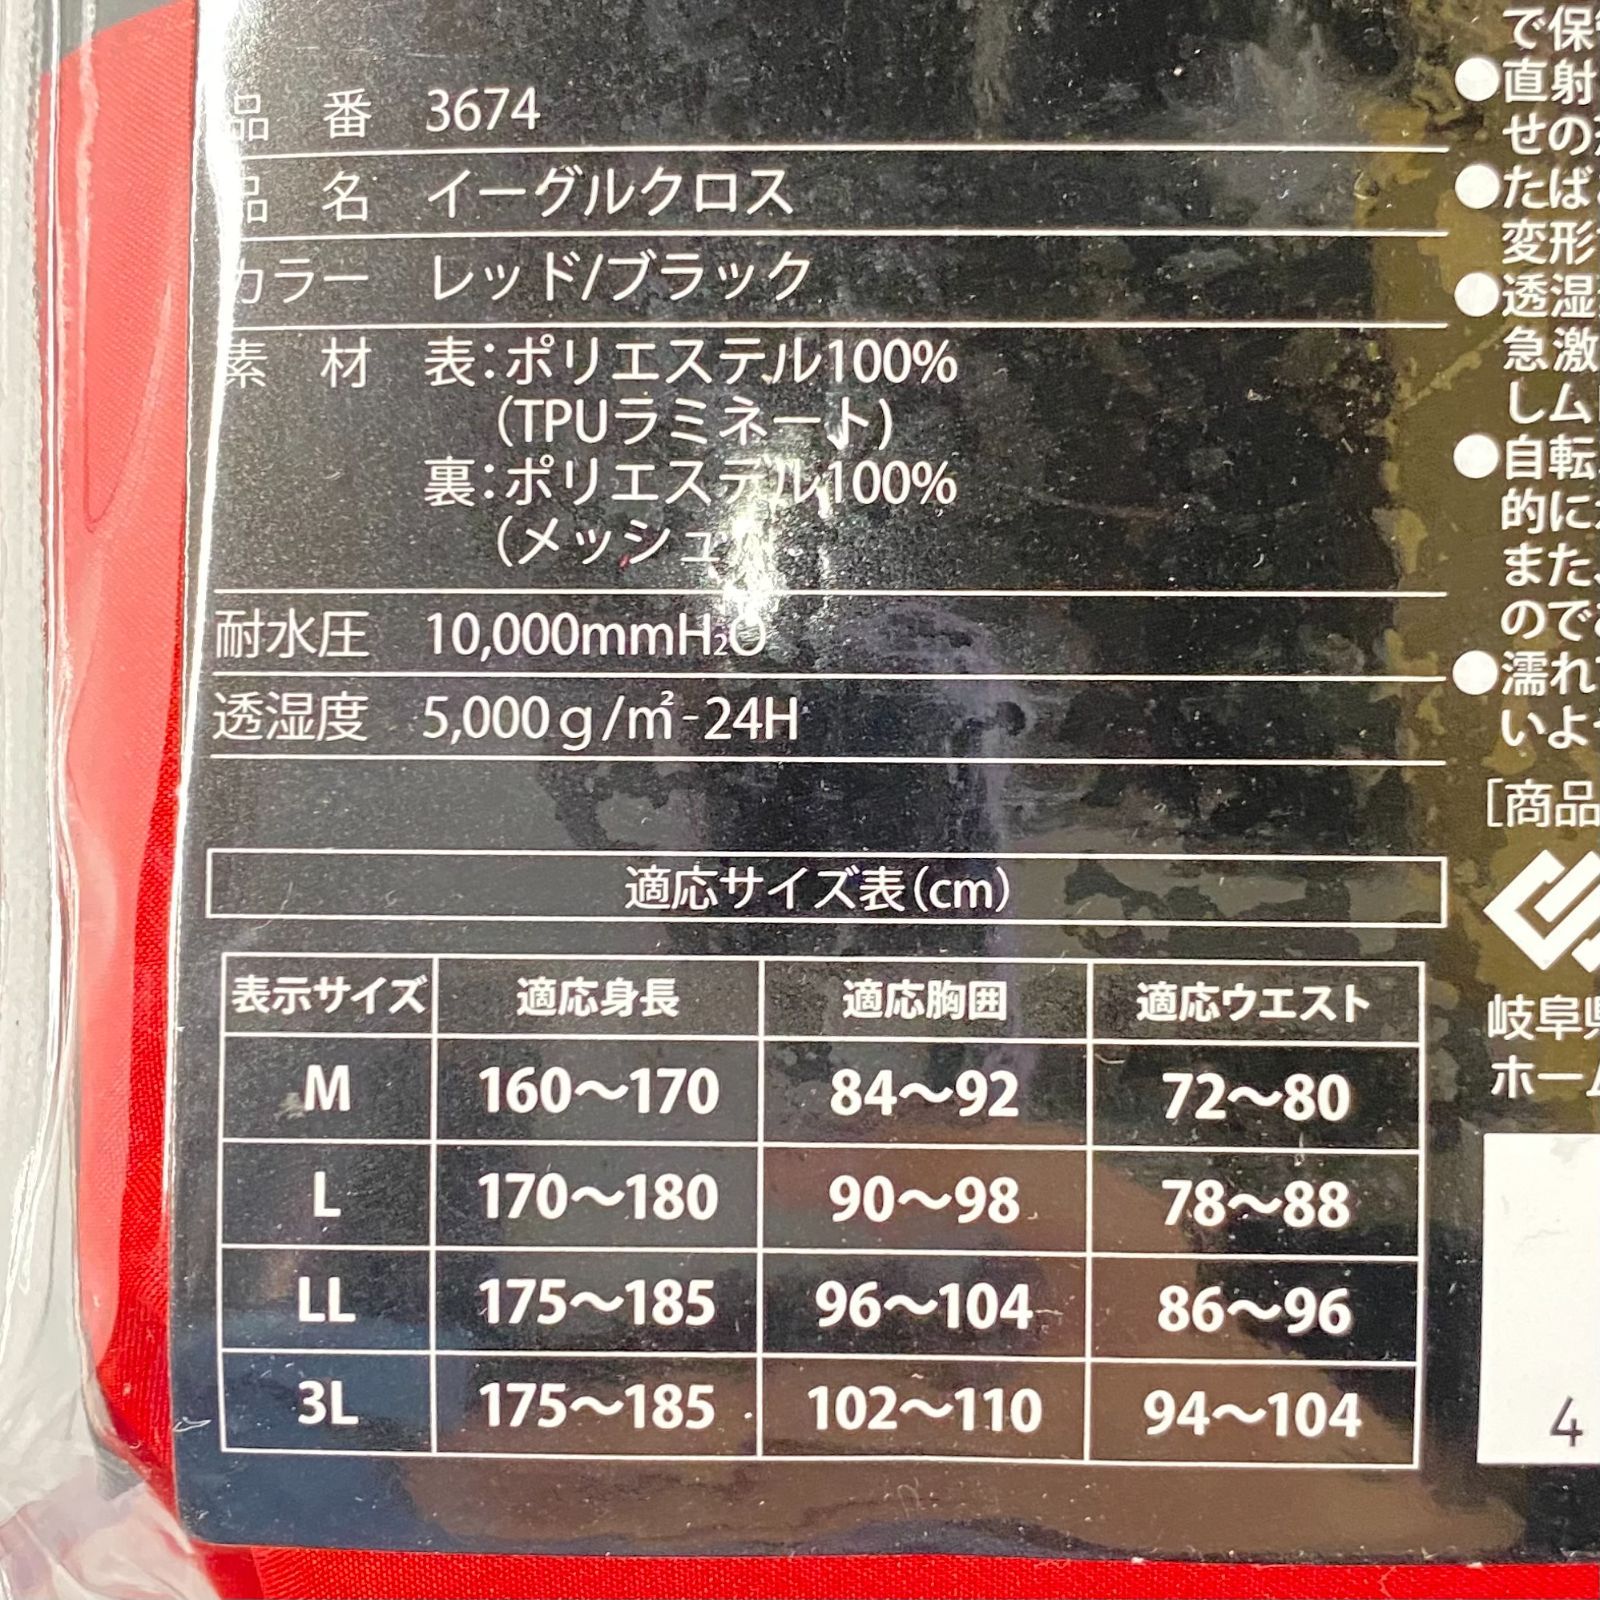 品 番 3674
品 名 イーグルクロス
カラー レッド/ブラック
素 材 表:ポリエステル100%
(TPUラミネート)
裏:ポリエステル100%
(メッシュ)
耐水圧 10,000mmH₂O
透湿度 5,000g/㎡-24H
適応サイズ表(cm)
表示サイズ 適応身長 適応胸囲 適応ウエスト
M 160〜170 84〜92 72〜80
L 170〜180 90〜98 78〜88
LL 175〜185 96〜104 86〜96
3L 175〜185 102〜110 94〜104
で保
●直射
せの
●たば
変形
●透湿
急激
しム
●自転
的に
また、
ので
●濡れ
いよ
[商品
岐阜県
ホーム
4